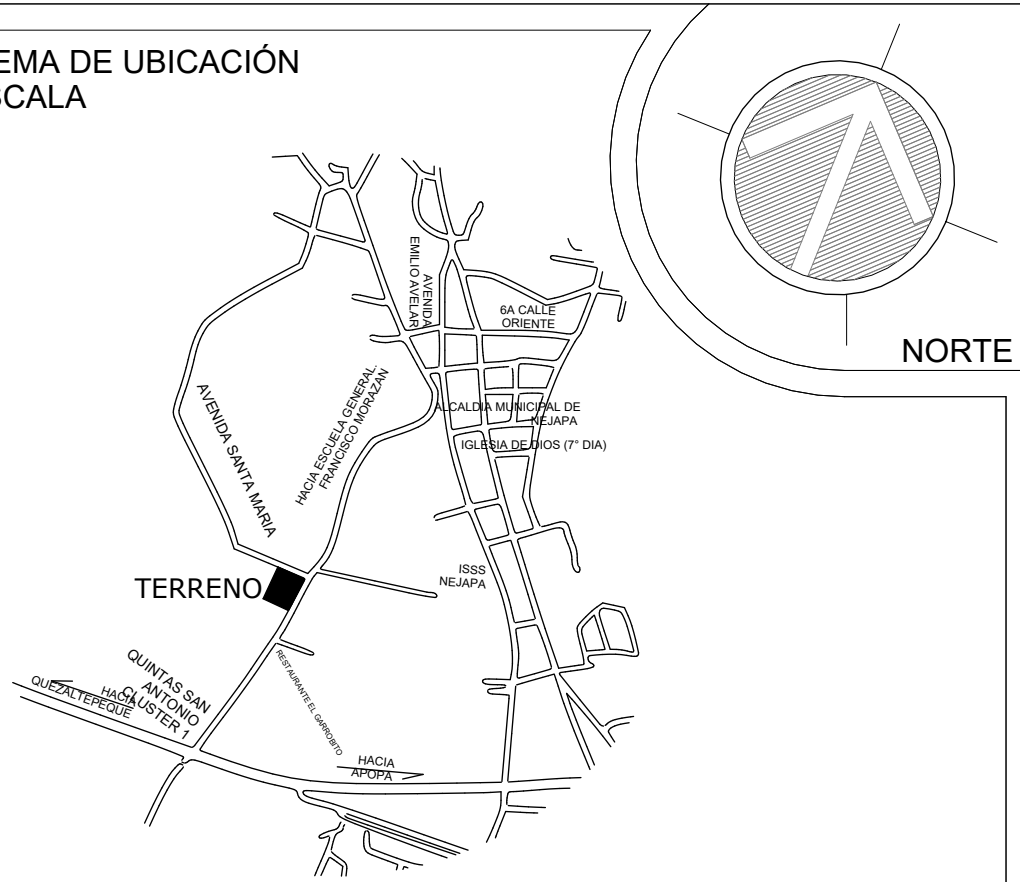 EMA DE UBICACIÓN
SCALA
NORTE
AVENIDA
EMILIO AVELAR
6A CALLE
ORIENTE
HACIA ESCUELA GENERAL.
FRANCISCO MORAZAN
ALCALDIA MUNICIPAL DE
NEJAPA
IGLESIA DE DIOS (7° DIA)
AVENIDA SANTA MARIA
ISSS
NEJAPA
TERRENO
QUINTAS SAN
ANTONIO
CLUSTER 1
HACIA
QUEZALTEPEQUE
RESTAURANTE EL GARROBITO
HACIA
APOPA